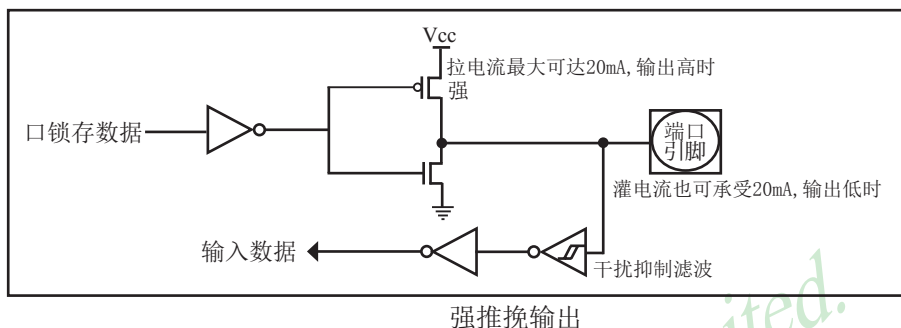 Vcc
拉电流最大可达20mA,输出高时
强
口锁存数据
端口
引脚
灌电流也可承受20mA,输出低时
输入数据
干扰抑制滤波
强推挽输出
ited.